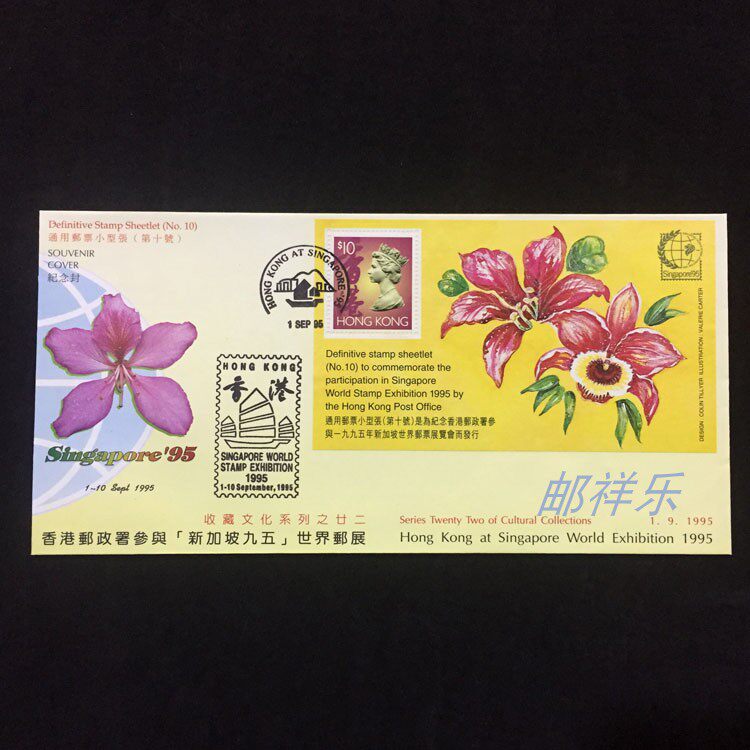 Definitive Stamp Sheetlet (No. 10)
通用郵票小型張（第十號）
SOUVENIR
COVER
紀念封
Singapore'95
1-10 Sept 1995
HONG KONG AT SINGAPORE '95
1 SEP 95
HONG KONG
香港
SINGAPORE WORLD
STAMP EXHIBITION
1995
1-10 September, 1995
$10
HONG KONG
Singapore'95
Definitive stamp sheetlet
(No.10) to commemorate the
participation in Singapore
World Stamp Exhibition 1995 by
the Hong Kong Post Office
通用郵票小型張(第十號)是為紀念香港郵政署參
與一九九五年新加坡世界郵票展覽會而發行
DESIGN: COLIN TILLYER ILLUSTRATION: VALERIE CARTER
邮祥乐
收藏文化系列之廿二
香港郵政署參與「新加坡九五」世界郵展
Series Twenty Two of Cultural Collections
1. 9. 1995
Hong Kong at Singapore World Exhibition 1995